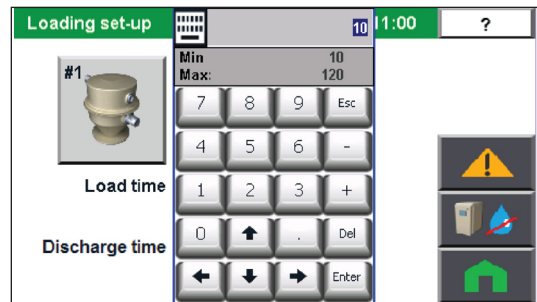 Loading set-up
10
11:00
?
Min 10
Max: 120
#1
7 8 9 Esc
4 5 6 -
1 2 3 +
0 . Del
Enter
Load time
Discharge time